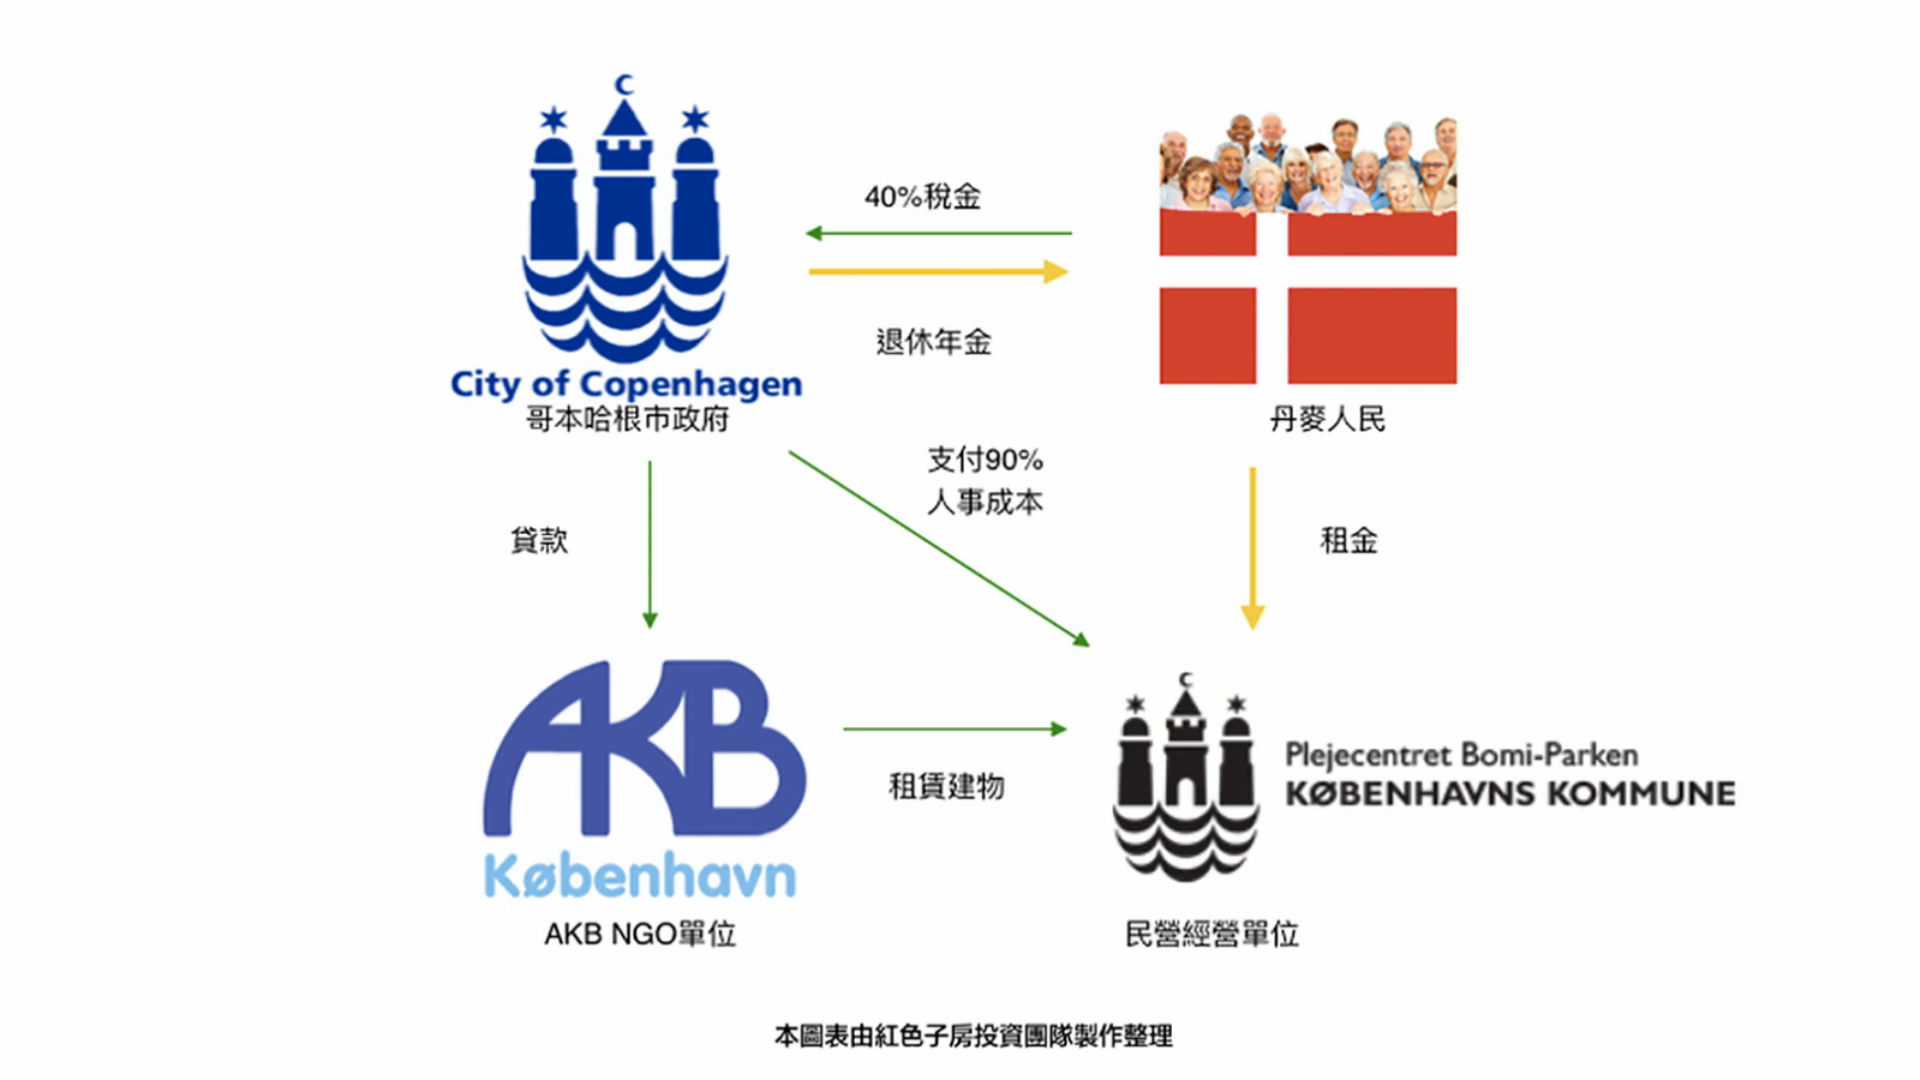 40%稅金
退休年金
City of Copenhagen
哥本哈根市政府
丹麥人民
支付90%
人事成本
貸款
租金
AKB
København
租賃建物
Plejecentret Bomi-Parken
KØBENHAVNS KOMMUNE
AKB NGO單位
民營經營單位
本圖表由紅色子房投資團隊製作整理